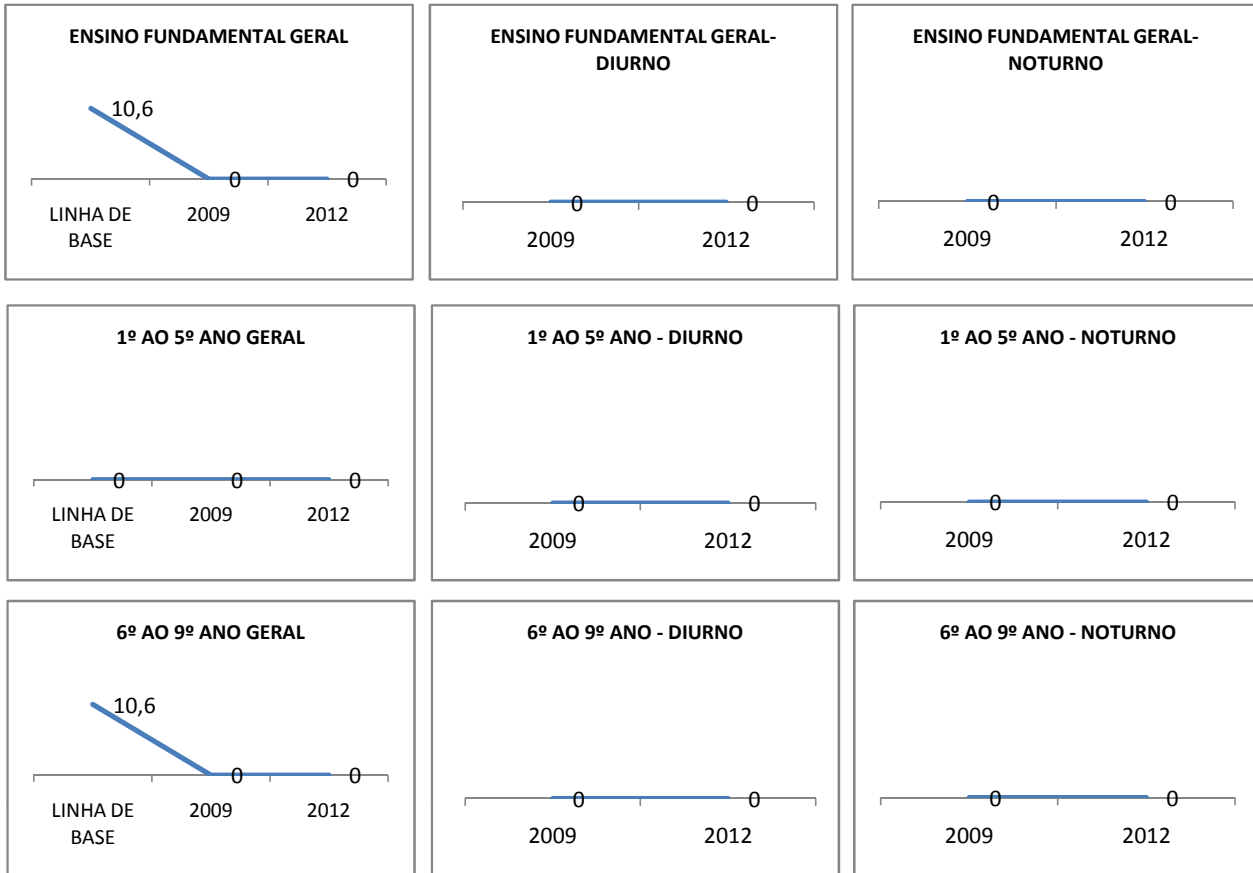 ENSINO FUNDAMENTAL GERAL
10,6
0
0
LINHA DE
BASE
2009
2012
ENSINO FUNDAMENTAL GERAL-
DIURNO
0
0
2009
2012
ENSINO FUNDAMENTAL GERAL-
NOTURNO
0
0
2009
2012
1º AO 5º ANO GERAL
0
0
0
LINHA DE
BASE
2009
2012
1º AO 5º ANO - DIURNO
0
0
2009
2012
1º AO 5º ANO - NOTURNO
0
0
2009
2012
6º AO 9º ANO GERAL
10,6
0
0
LINHA DE
BASE
2009
2012
6º AO 9º ANO - DIURNO
0
0
2009
2012
6º AO 9º ANO - NOTURNO
0
0
2009
2012